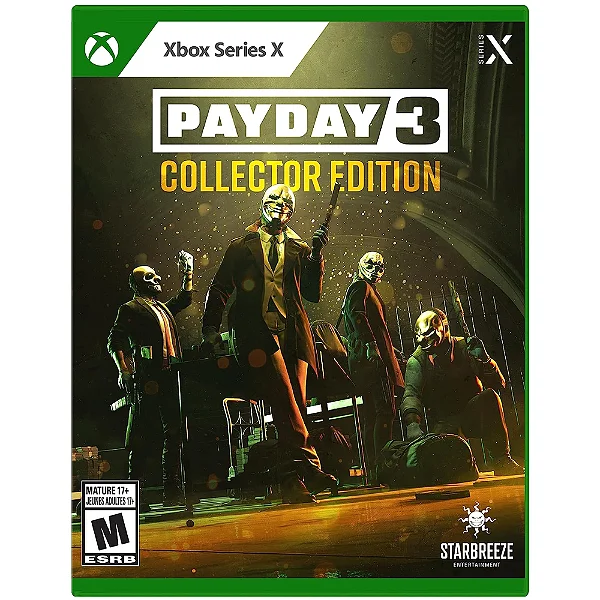 Xbox Series X
SERIES X
PAYDAY 3
COLLECTOR EDITION
MATURE 17+
JEUNES ADULTES 17+
M
ESRB
STARBREEZE
ENTERTAINMENT